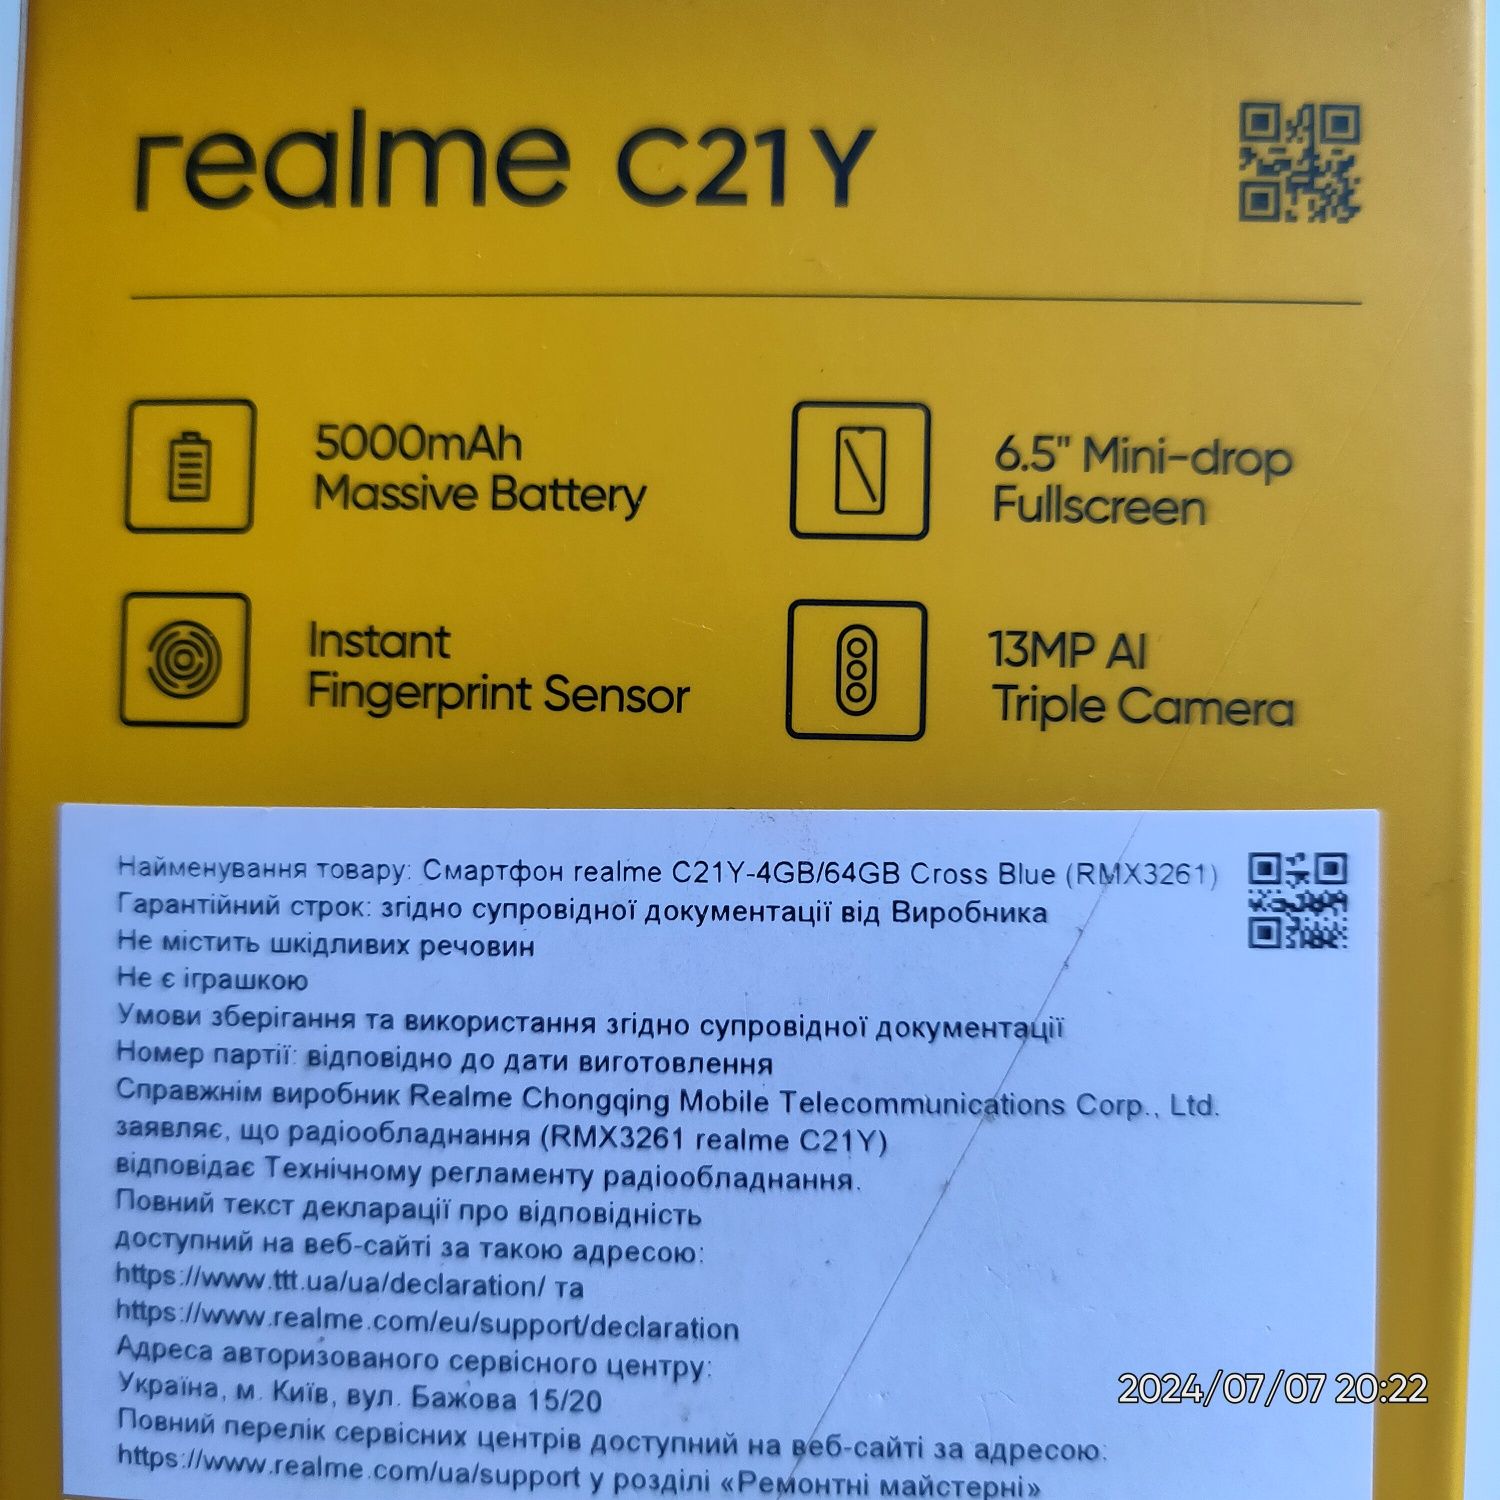 realme C21Y
5000mAh
Massive Battery
6.5" Mini-drop
Fullscreen
Instant
Fingerprint Sensor
13MP AI
Triple Camera
Найменування товару: Смартфон realme C21Y-4GB/64GB Cross Blue (RMX3261)
Гарантійний строк: згідно супровідної документації від Виробника
Не містить шкідливих речовин
Не є іграшкою
Умови зберігання та використання згідно супровідної документації
Номер партії: відповідно до дати виготовлення
Справжнім виробник Realme Chongqing Mobile Telecommunications Corp., Ltd.
заявляє, що радіообладнання (RMX3261 realme C21Y)
відповідає Технічному регламенту радіообладнання.
Повний текст декларації про відповідність
доступний на веб-сайті за такою адресою:
https://www.ttt.ua/ua/declaration/ та
https://www.realme.com/eu/support/declaration
Адреса авторизованого сервісного центру:
Україна, м. Київ, вул. Бажова 15/20
Повний перелік сервісних центрів доступний на веб-сайті за адресою:
https://www.realme.com/ua/support у розділі «Ремонтні майстерні»
2024/07/07 20:22